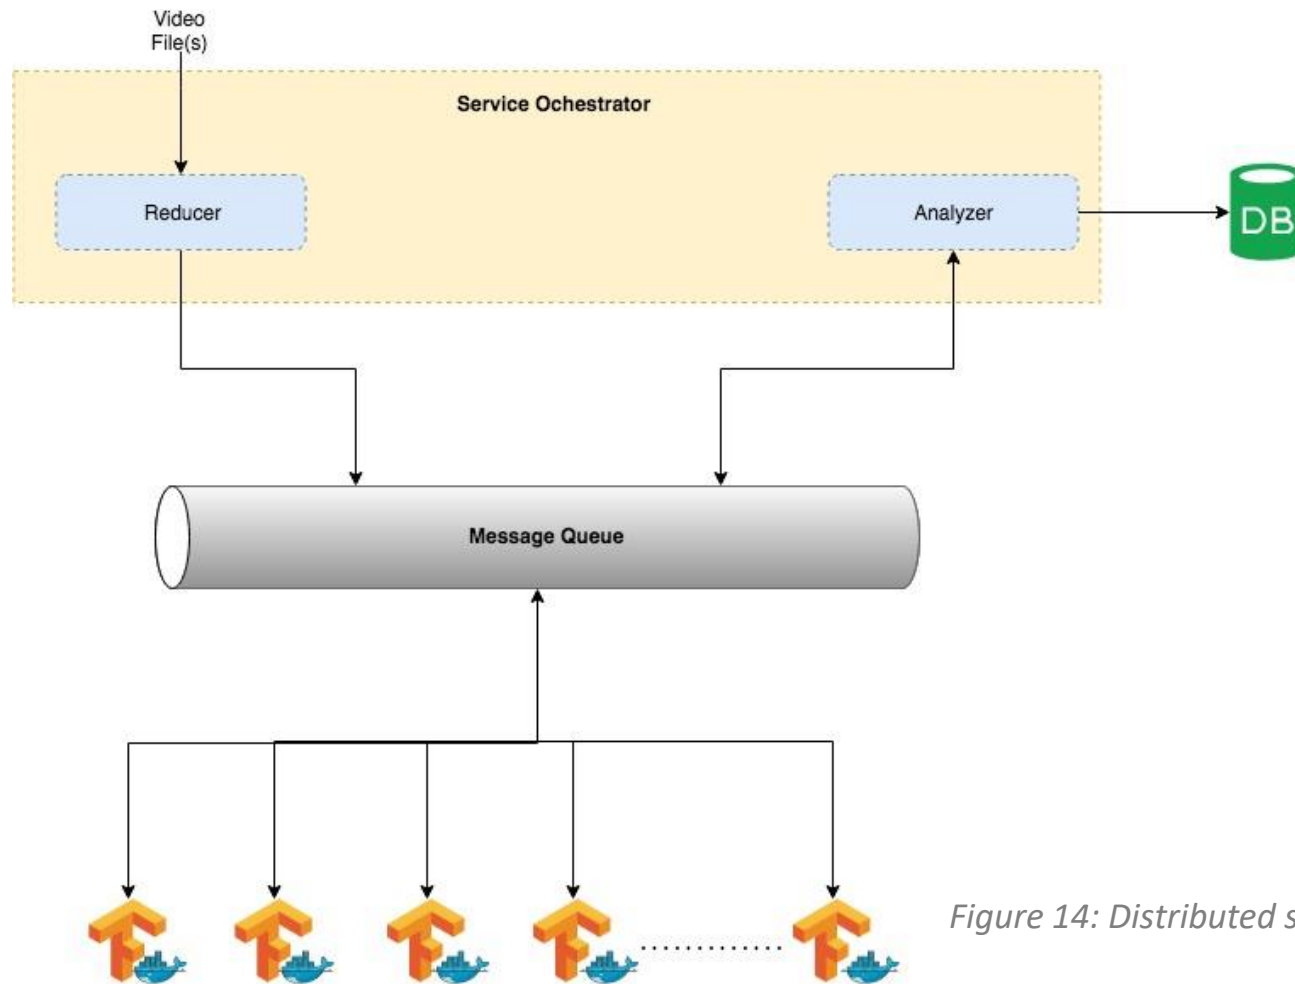 Video
File(s)
Service Ochestrator
Reducer
Analyzer
DB
Message Queue
Figure 14: Distributed s